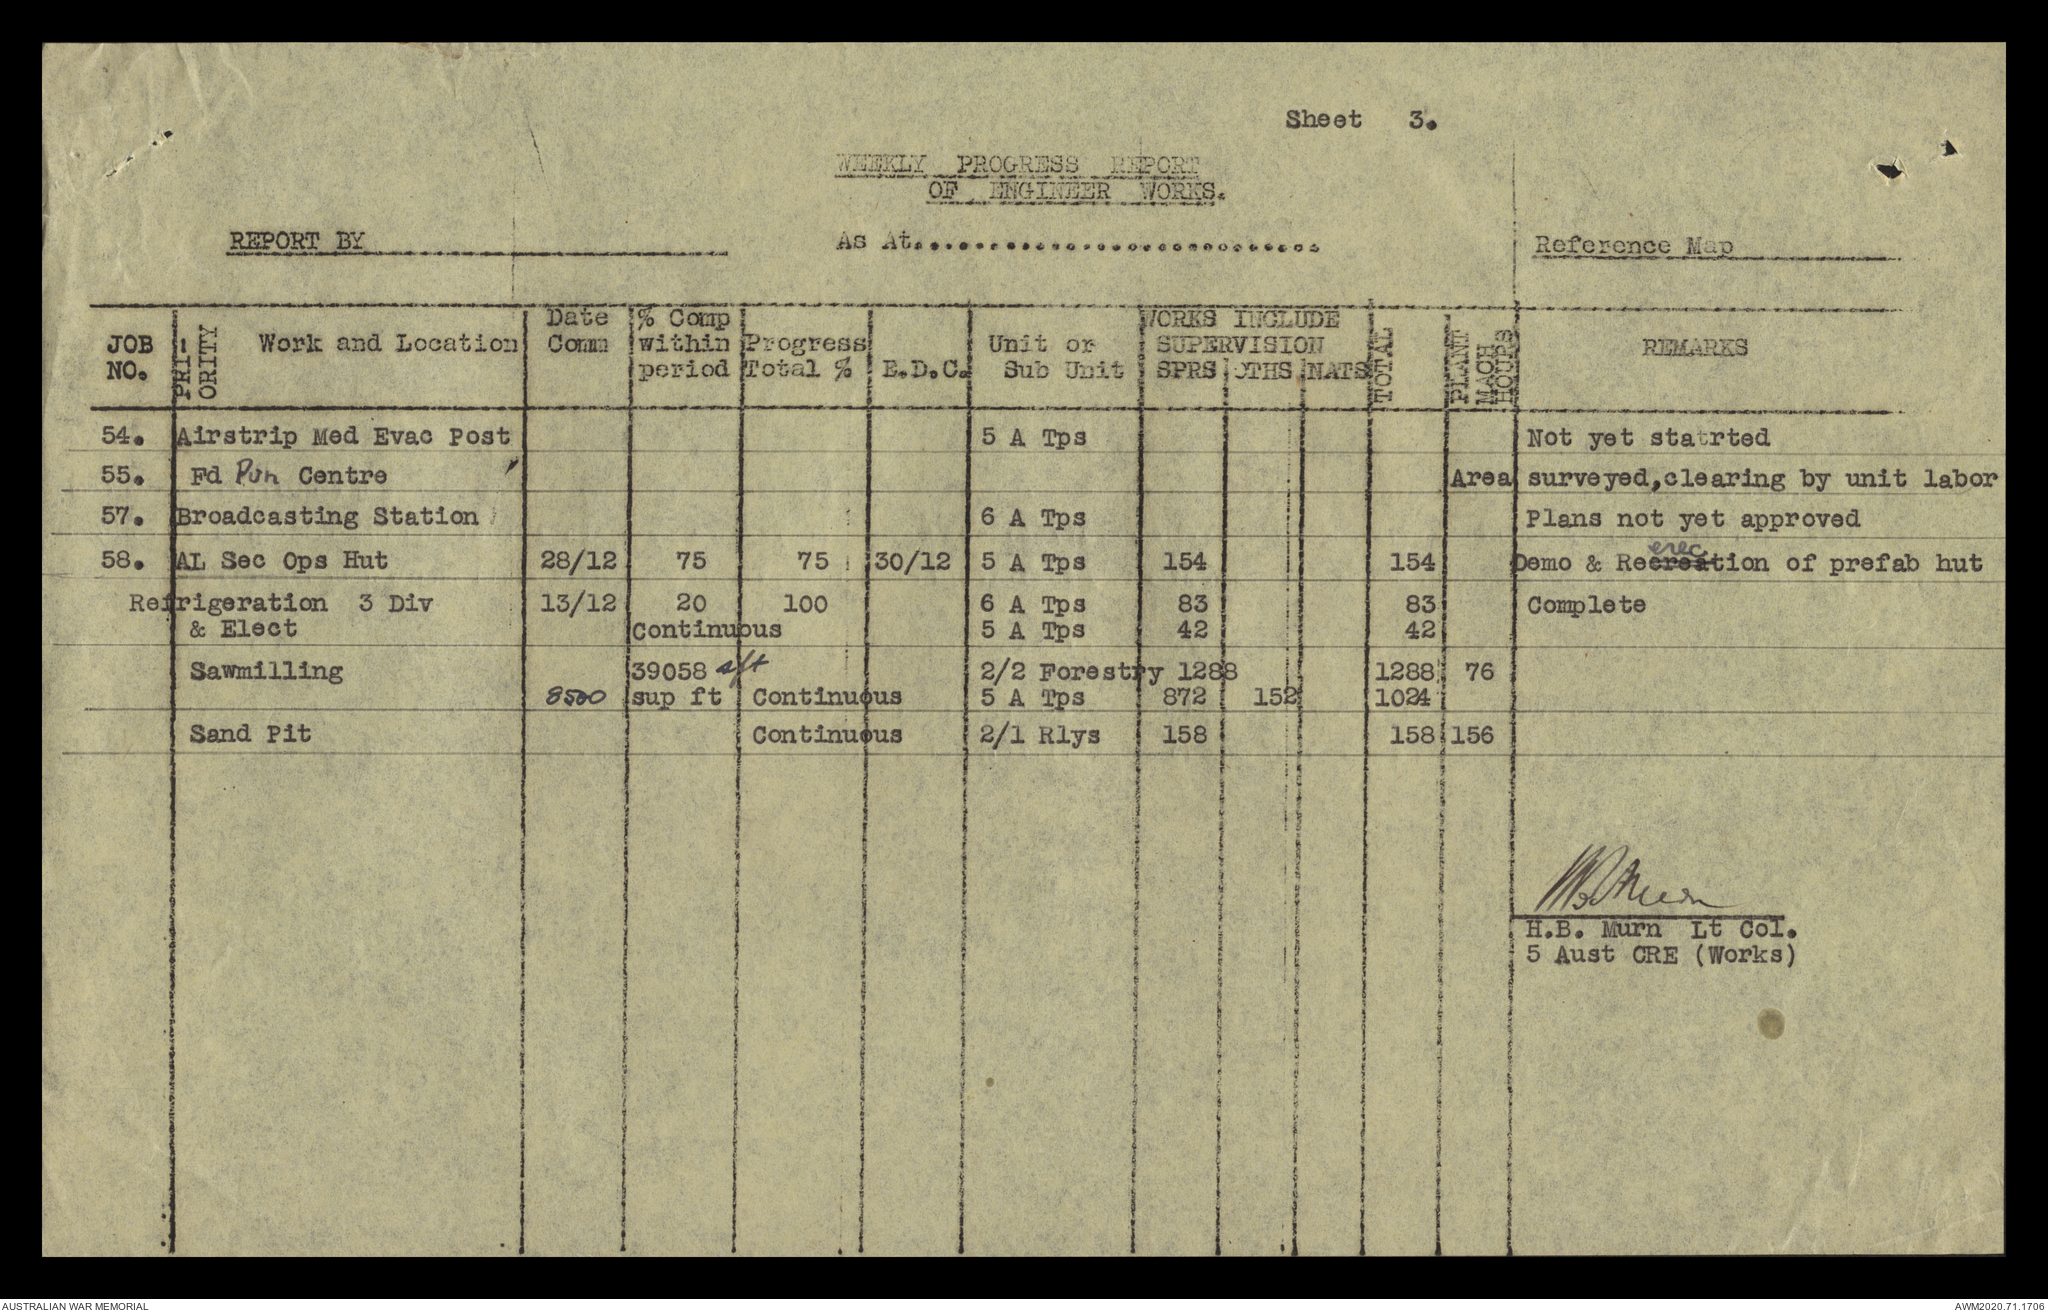 Sheet 3.
WEEKLY PROGRESS REPORT
OF ENGINEER WORKS.
REPORT BY
As At..............................
Reference Map
JOB NO.
PRI-ORITY
Work and Location
Date Comm
% Comp within period
Progress Total %
E.D.C.
Unit or Sub Unit
WORKS INCLUDE SUPERVISION
SPRS OTHS NATS
TOTAL
PLANT MACH HOURS
REMARKS
54. Airstrip Med Evac Post 5 A Tps Not yet statrted
55. Fd Pun Centre Area surveyed,clearing by unit labor
57. Broadcasting Station 6 A Tps Plans not yet approved
58. AL Sec Ops Hut 28/12 75 75 30/12 5 A Tps 154 154 Demo & Recreation erec of prefab hut
Refrigeration 3 Div 13/12 20 100 6 A Tps 83 83 Complete
& Elect Continuous 5 A Tps 42 42
Sawmilling 39058 s/ft 2/2 Forestry 1288 1288 76
8500 sup ft Continuous 5 A Tps 872 152 1024
Sand Pit Continuous 2/1 Rlys 158 158 156
HBMurn
H.B. Murn Lt Col.
5 Aust CRE (Works)
AUSTRALIAN WAR MEMORIAL
AWM2020.71.1706